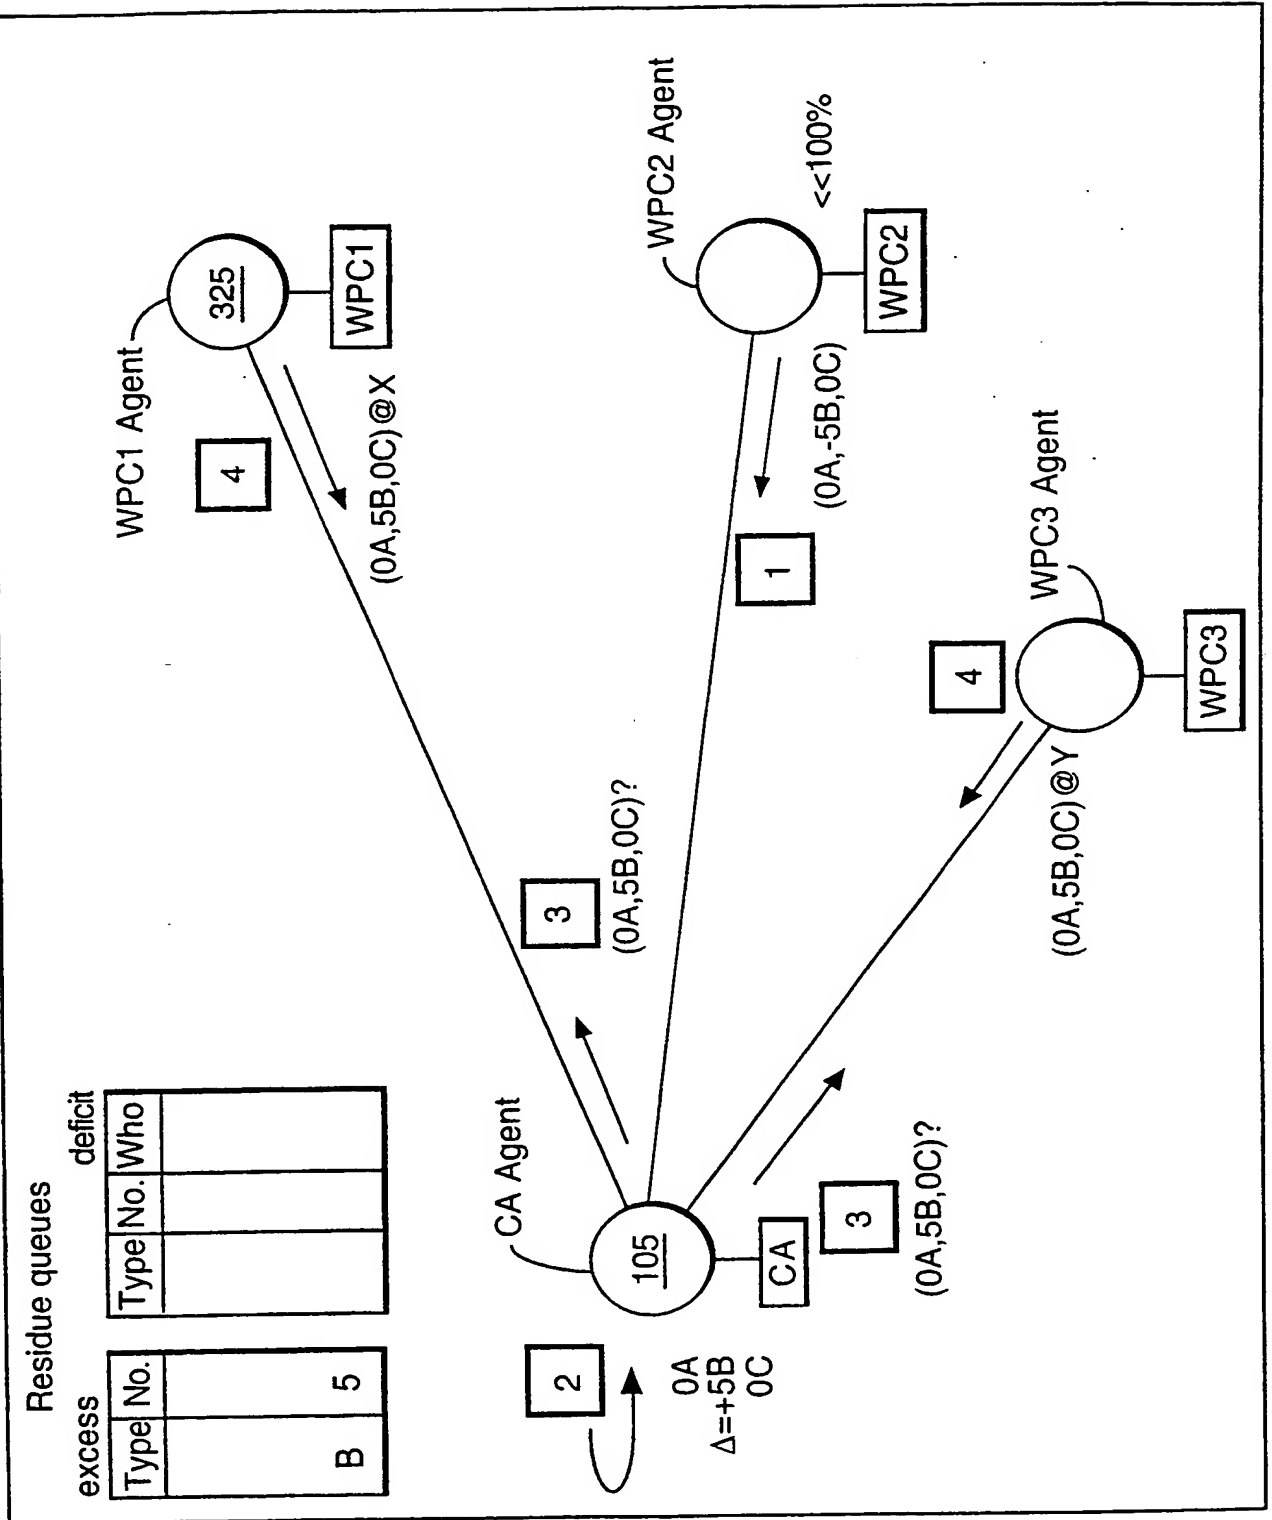 Residue queues
excess
deficit
Type No.
B 5
Type No. Who
WPC1 Agent
325
WPC1
4
(0A,5B,0C)@X
3
(0A,5B,0C)?
CA Agent
105
CA
2
0A
Δ=+5B
0C
3
(0A,5B,0C)?
WPC2 Agent
<<100%
WPC2
(0A,-5B,0C)
1
WPC3 Agent
4
WPC3
(0A,5B,0C)@Y